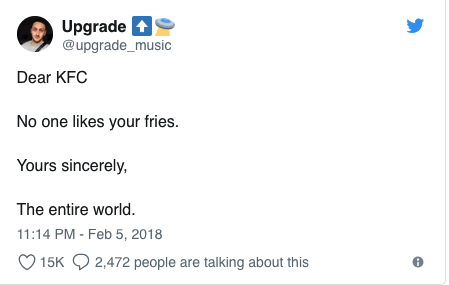 Upgrade ⬆️🛸
@upgrade_music
Dear KFC
No one likes your fries.
Yours sincerely,
The entire world.
11:14 PM - Feb 5, 2018
15K 2,472 people are talking about this